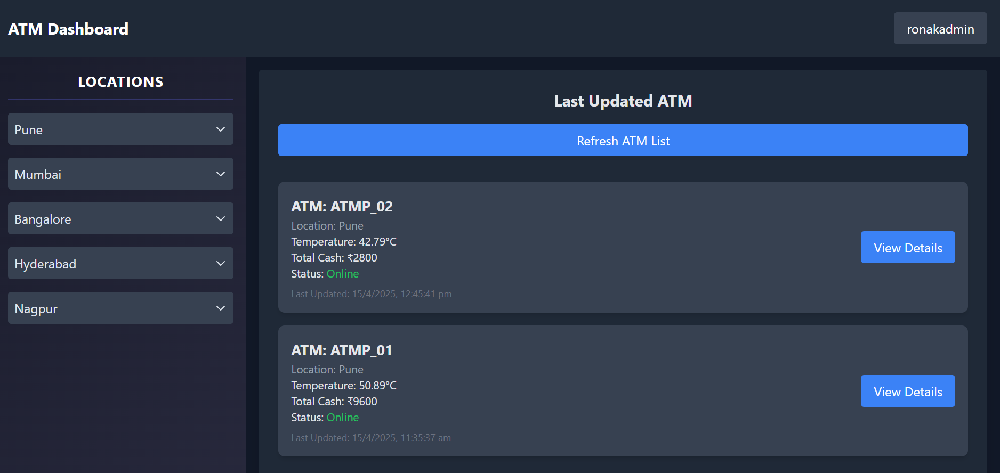 ATM Dashboard
ronakadmin
LOCATIONS
Pune
Mumbai
Bangalore
Hyderabad
Nagpur
Last Updated ATM
Refresh ATM List
ATM: ATMP_02
Location: Pune
Temperature: 42.79°C
Total Cash: ₹2800
Status: Online
Last Updated: 15/4/2025, 12:45:41 pm
View Details
ATM: ATMP_01
Location: Pune
Temperature: 50.89°C
Total Cash: ₹9600
Status: Online
Last Updated: 15/4/2025, 11:35:37 am
View Details